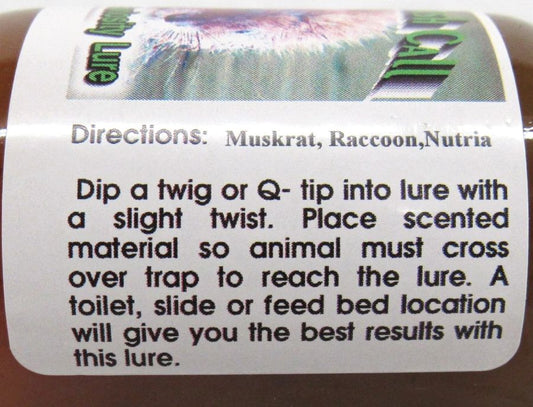 Call
Lure
Directions: Muskrat, Raccoon,Nutria
Dip a twig or Q- tip into lure with
a slight twist. Place scented
material so animal must cross
over trap to reach the lure. A
toilet, slide or feed bed location
will give you the best results with
this lure.